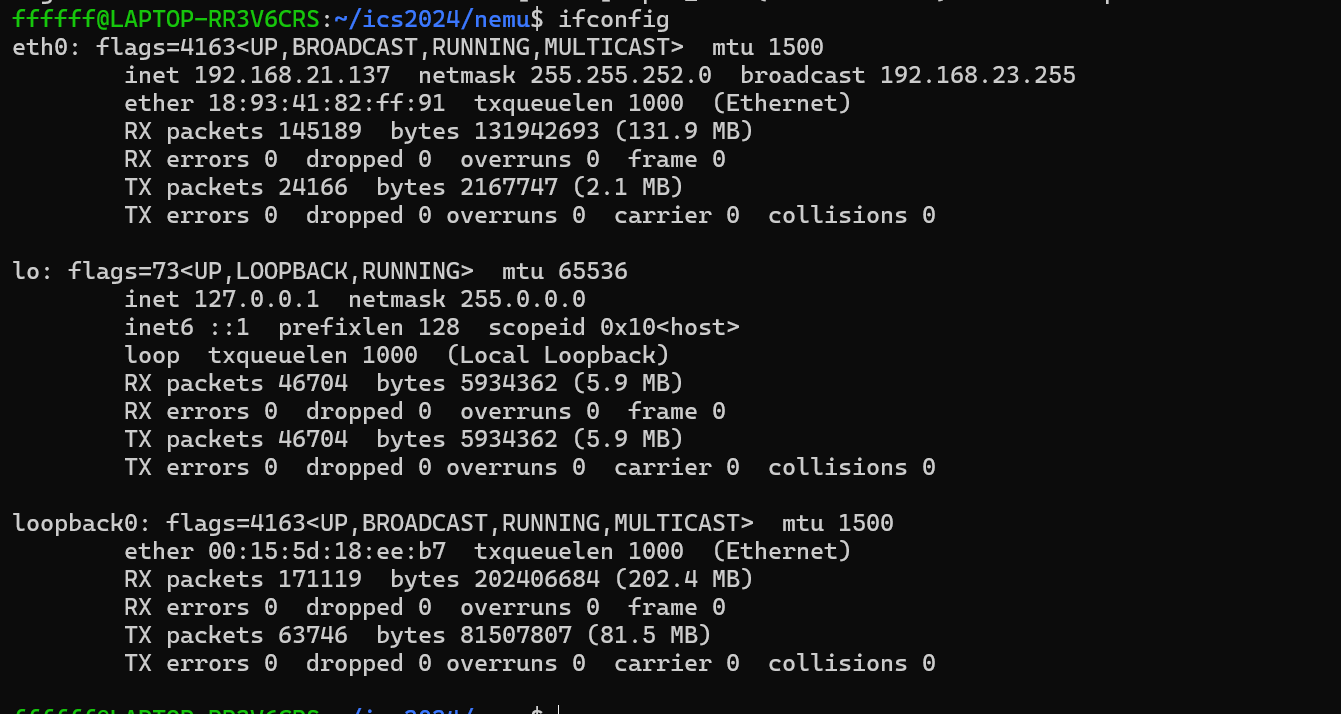 ffffff@LAPTOP-RR3V6CRS:~/ics2024/nemu$ ifconfig
eth0: flags=4163<UP,BROADCAST,RUNNING,MULTICAST>  mtu 1500
        inet 192.168.21.137  netmask 255.255.252.0  broadcast 192.168.23.255
        ether 18:93:41:82:ff:91  txqueuelen 1000  (Ethernet)
        RX packets 145189  bytes 131942693 (131.9 MB)
        RX errors 0  dropped 0  overruns 0  frame 0
        TX packets 24166  bytes 2167747 (2.1 MB)
        TX errors 0  dropped 0 overruns 0  carrier 0  collisions 0

lo: flags=73<UP,LOOPBACK,RUNNING>  mtu 65536
        inet 127.0.0.1  netmask 255.0.0.0
        inet6 ::1  prefixlen 128  scopeid 0x10<host>
        loop  txqueuelen 1000  (Local Loopback)
        RX packets 46704  bytes 5934362 (5.9 MB)
        RX errors 0  dropped 0  overruns 0  frame 0
        TX packets 46704  bytes 5934362 (5.9 MB)
        TX errors 0  dropped 0 overruns 0  carrier 0  collisions 0

loopback0: flags=4163<UP,BROADCAST,RUNNING,MULTICAST>  mtu 1500
        ether 00:15:5d:18:ee:b7  txqueuelen 1000  (Ethernet)
        RX packets 171119  bytes 202406684 (202.4 MB)
        RX errors 0  dropped 0  overruns 0  frame 0
        TX packets 63746  bytes 81507807 (81.5 MB)
        TX errors 0  dropped 0 overruns 0  carrier 0  collisions 0

ffffff@LAPTOP-RR3V6CRS:~/ics2024/nemu$